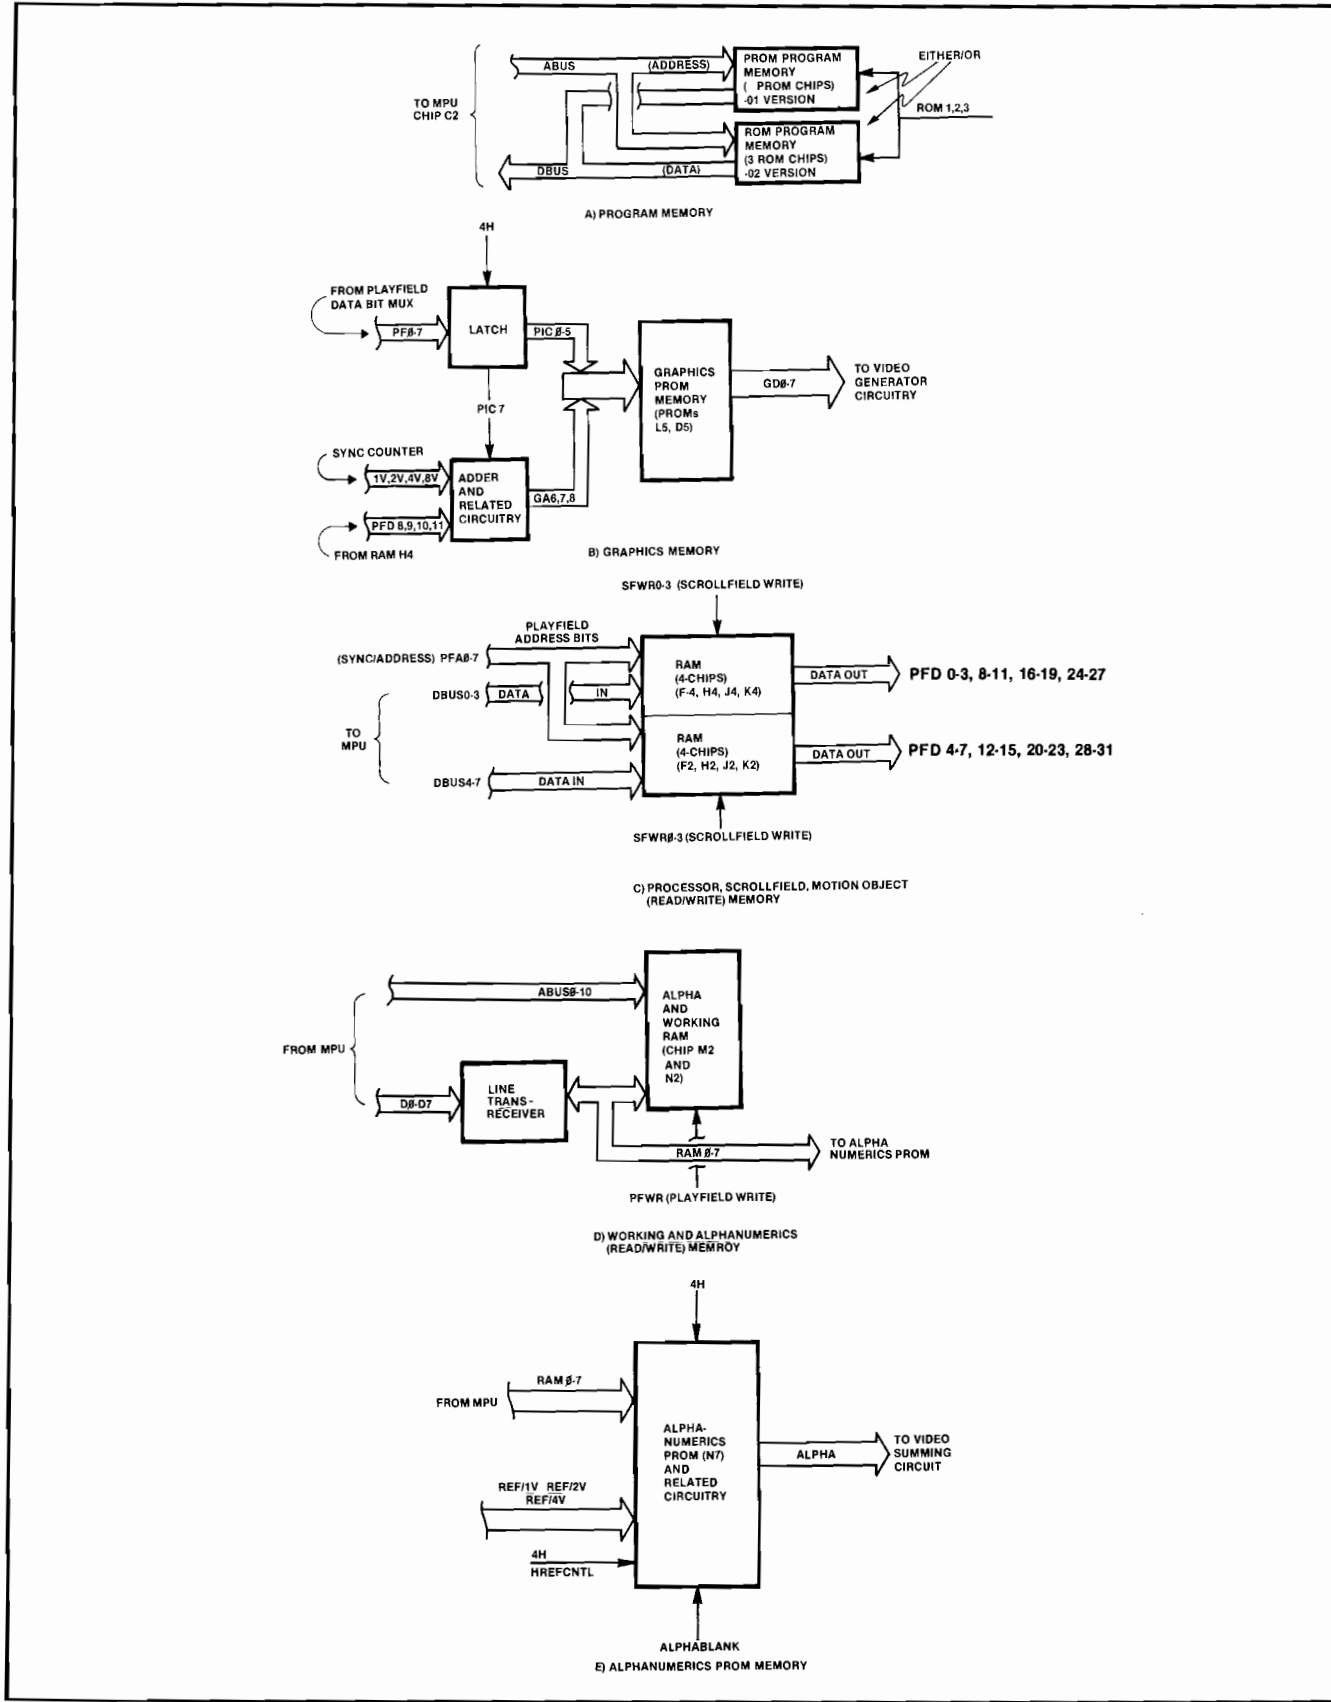 ABUS
(ADDRESS)
PROM PROGRAM
MEMORY
( PROM CHIPS)
-01 VERSION
EITHER/OR
TO MPU
CHIP C2
ROM 1,2,3
ROM PROGRAM
MEMORY
(3 ROM CHIPS)
-02 VERSION
DBUS
(DATA)
A) PROGRAM MEMORY
4H
FROM PLAYFIELD
DATA BIT MUX
PFØ-7
LATCH
PIC Ø-5
PIC 7
GRAPHICS
PROM
MEMORY
(PROMs
L5, D5)
GDØ-7
TO VIDEO
GENERATOR
CIRCUITRY
SYNC COUNTER
1V,2V,4V,8V
PFD 8,9,10,11
FROM RAM H4
ADDER
AND
RELATED
CIRCUITRY
GA6,7,8
B) GRAPHICS MEMORY
SFWR0-3 (SCROLLFIELD WRITE)
PLAYFIELD
ADDRESS BITS
(SYNC/ADDRESS) PFAØ-7
DBUS0-3
DATA
IN
TO
MPU
DBUS4-7
DATA IN
RAM
(4-CHIPS)
(F-4, H4, J4, K4)
DATA OUT
PFD 0-3, 8-11, 16-19, 24-27
RAM
(4-CHIPS)
(F2, H2, J2, K2)
DATA OUT
PFD 4-7, 12-15, 20-23, 28-31
SFWRØ-3 (SCROLLFIELD WRITE)
C) PROCESSOR, SCROLLFIELD, MOTION OBJECT
(READ/WRITE) MEMORY
ABUSØ-10
FROM MPU
DØ-D7
LINE
TRANS-
RECEIVER
ALPHA
AND
WORKING
RAM
(CHIP M2
AND
N2)
RAM Ø-7
TO ALPHA
NUMERICS PROM
PFWR (PLAYFIELD WRITE)
D) WORKING AND ALPHANUMERICS
(READ/WRITE) MEMROY
4H
RAM Ø-7
FROM MPU
REF/1V REF/2V
REF/4V
4H
HREFCNTL
ALPHA-
NUMERICS
PROM (N7)
AND
RELATED
CIRCUITRY
ALPHA
TO VIDEO
SUMMING
CIRCUIT
ALPHABLANK
E) ALPHANUMERICS PROM MEMORY